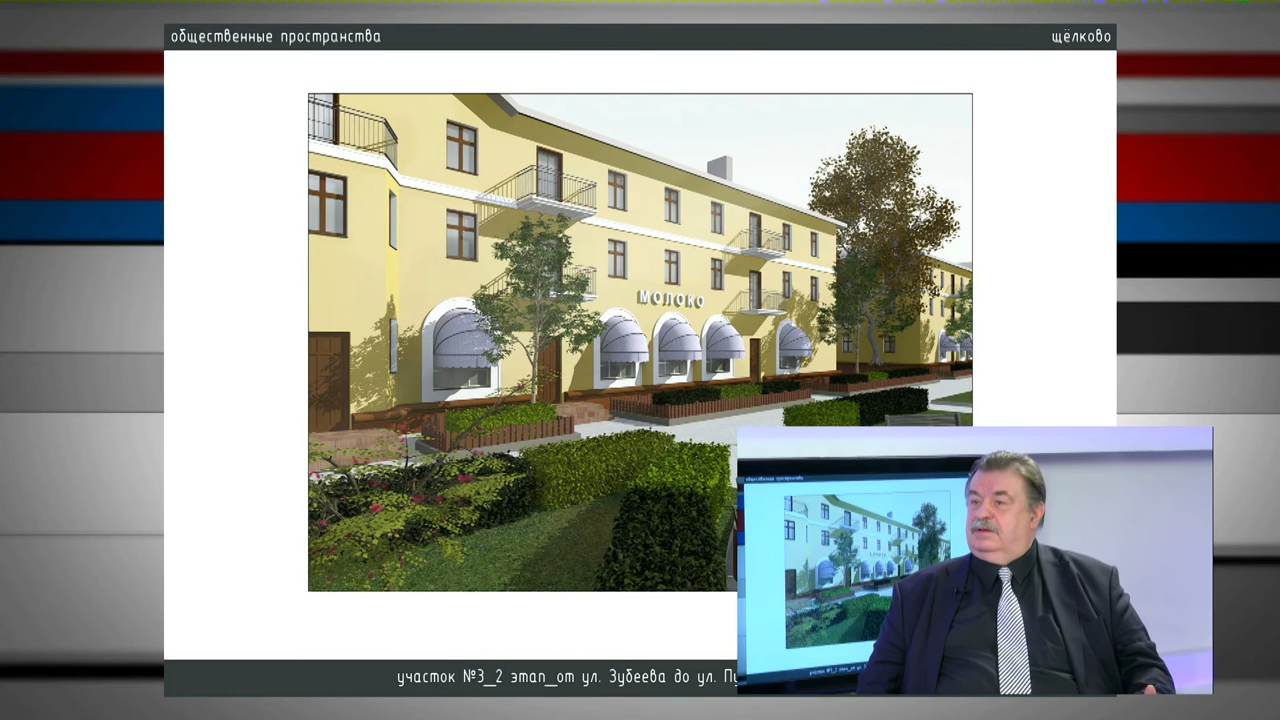 общественные пространства
щёлково
МОЛОКО
участок №3_2 этап_от ул. Зубеева до ул.